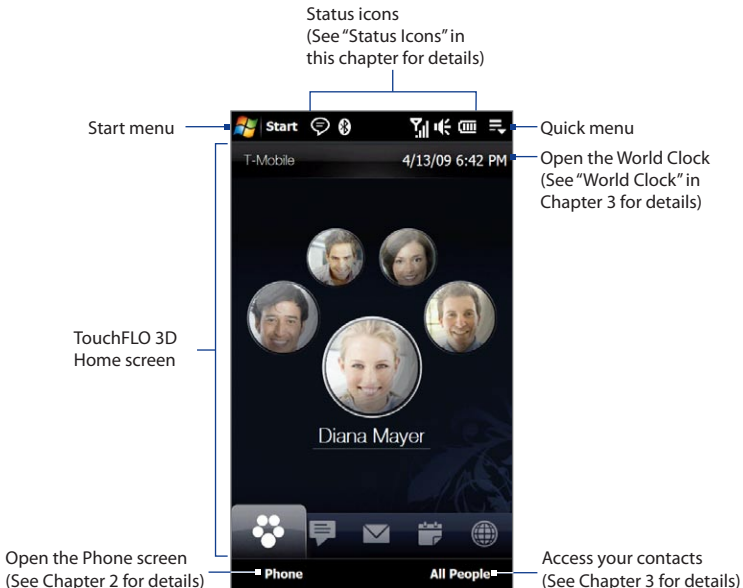 Status icons
(See “Status Icons” in
this chapter for details)
Start menu
Start
Quick menu
T-Mobile
4/13/09 6:42 PM
Open the World Clock
(See “World Clock” in
Chapter 3 for details)
TouchFLO 3D
Home screen
Diana Mayer
Open the Phone screen
(See Chapter 2 for details)
Phone
All People
Access your contacts
(See Chapter 3 for details)